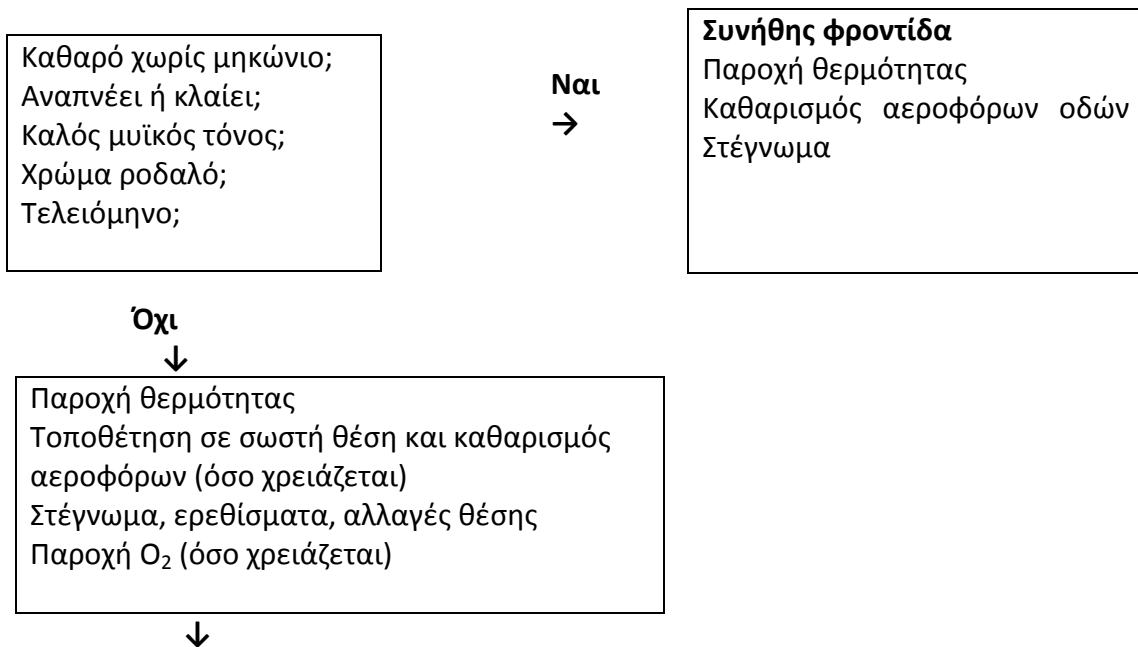 Καθαρό χωρίς μηκώνιο;
Αναπνέει ή κλαίει;
Καλός μυϊκός τόνος;
Χρώμα ροδαλό;
Τελειόμηνο;
Ναι
→
Συνήθης φροντίδα
Παροχή θερμότητας
Καθαρισμός αεροφόρων οδών
Στέγνωμα
Όχι
↓
Παροχή θερμότητας
Τοποθέτηση σε σωστή θέση και καθαρισμός
αεροφόρων (όσο χρειάζεται)
Στέγνωμα, ερεθίσματα, αλλαγές θέσης
Παροχή O₂ (όσο χρειάζεται)
↓